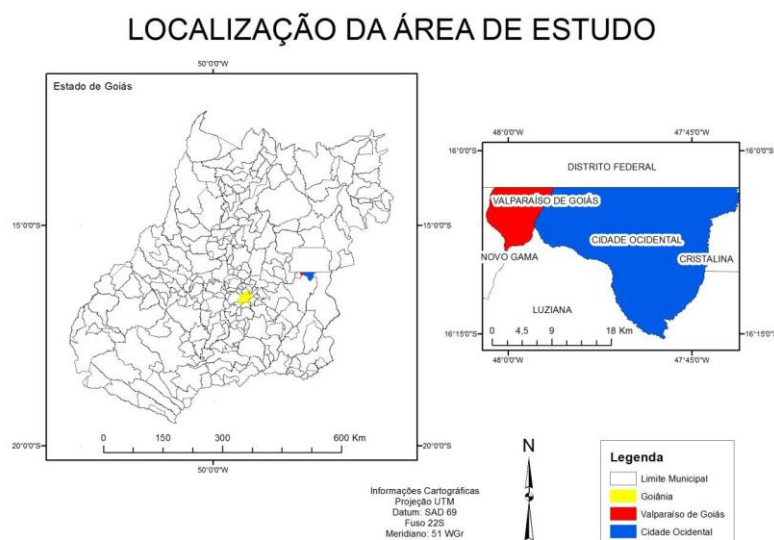 LOCALIZAÇÃO DA ÁREA DE ESTUDO
50°0'0"W
Estado de Goiás
15°0'0"S
15°0'0"S
20°0'0"S
20°0'0"S
0 150 300 600 Km
50°0'0"W
48°0'0"W
47°45'0"W
16°0'0"S
16°0'0"S
DISTRITO FEDERAL
VALPARAÍSO DE GOIÁS
CIDADE OCIDENTAL
NOVO GAMA
CRISTALINA
LUZIANA
0 4,5 9 18 Km
16°15'0"S
16°15'0"S
48°0'0"W
47°45'0"W
Informações Cartográficas
Projeção UTM
Datum: SAD 69
Fuso 22S
Meridiano: 51 WGr
N
Legenda
Limite Municipal
Goiânia
Valparaíso de Goiás
Cidade Ocidental